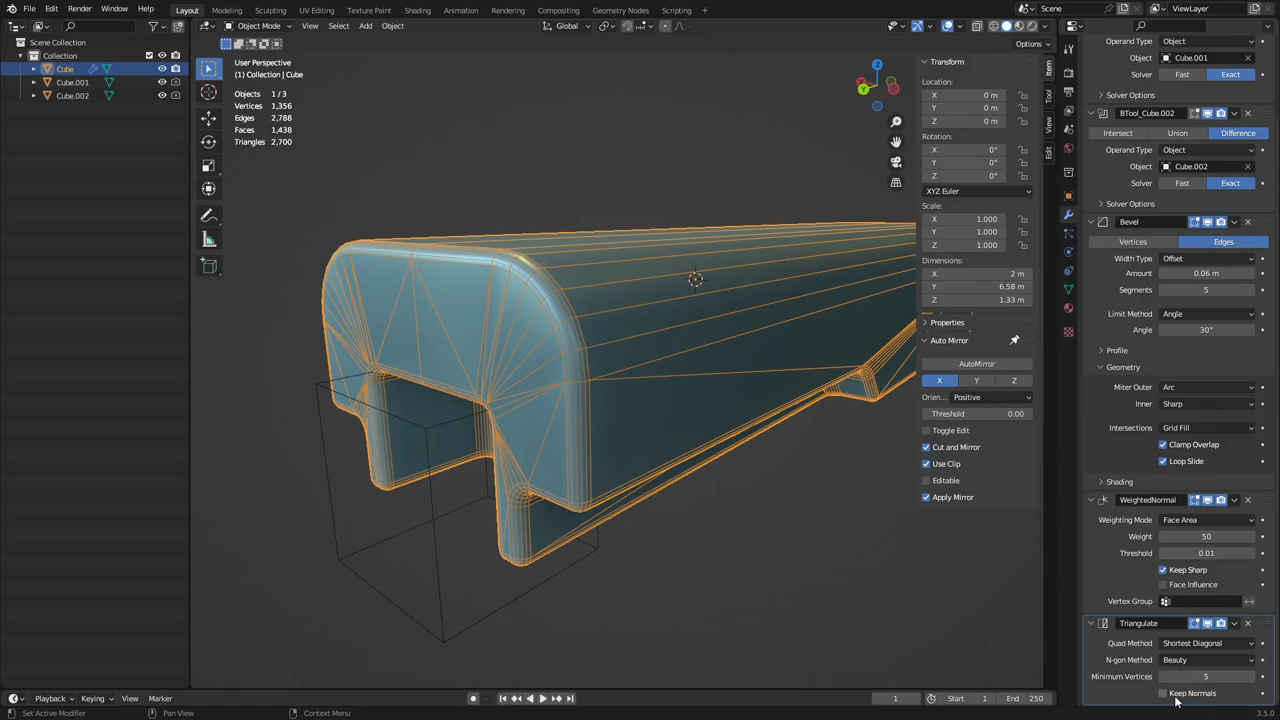 File Edit Render Window Help Layout Modeling Sculpting UV Editing Texture Paint Shading Animation Rendering Compositing Geometry Nodes Scripting Scene ViewLayer
Object Mode View Select Add Object Global
Options
Scene Collection
Collection
Cube
Cube.001
Cube.002
User Perspective
(1) Collection | Cube
Objects 1/3
Vertices 1,356
Edges 2,788
Faces 1,438
Triangles 2,700
Z
Y
Transform
Location:
X 0 m
Y 0 m
Z 0 m
Rotation:
X 0°
Y 0°
Z 0°
XYZ Euler
Scale:
X 1.000
Y 1.000
Z 1.000
Dimensions:
X 2 m
Y 6.58 m
Z 1.33 m
Properties
Auto Mirror
AutoMirror
X Y Z
Orien... Positive
Threshold 0.00
Toggle Edit
Cut and Mirror
Use Clip
Editable
Apply Mirror
Item
Tool
View
Edit
Operand Type Object
Object Cube.001
Solver Fast Exact
Solver Options
BTool_Cube.002
Intersect Union Difference
Operand Type Object
Object Cube.002
Solver Fast Exact
Solver Options
Bevel
Vertices Edges
Width Type Offset
Amount 0.06 m
Segments 5
Limit Method Angle
Angle 30°
Profile
Geometry
Miter Outer Arc
Inner Sharp
Intersections Grid Fill
Clamp Overlap
Loop Slide
Shading
WeightedNormal
Weighting Mode Face Area
Weight 50
Threshold 0.01
Keep Sharp
Face Influence
Vertex Group
Triangulate
Quad Method Shortest Diagonal
N-gon Method Beauty
Minimum Vertices 5
Keep Normals
Playback Keying View Marker 1 Start 1 End 250
Set Active Modifier Pan View Context Menu 3.5.0